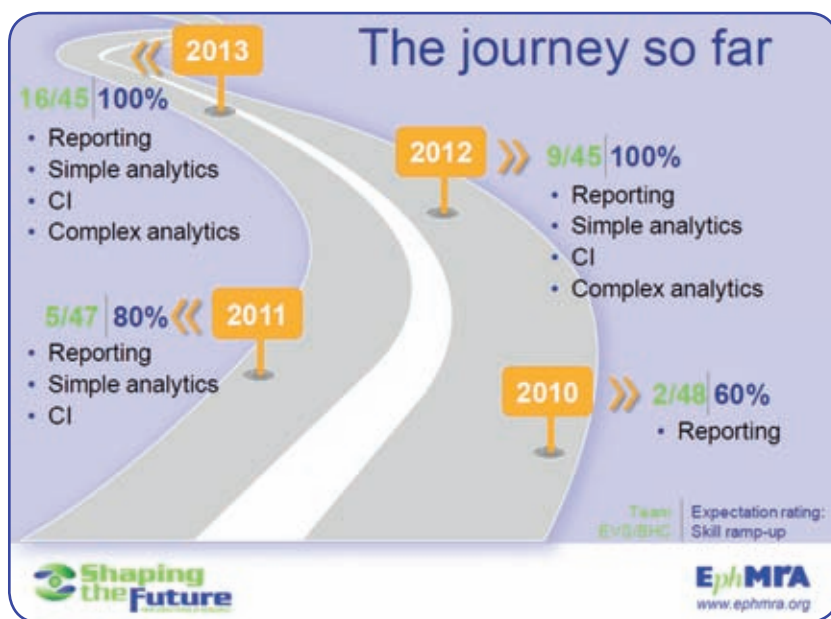 The journey so far
2013
16/45 100%
• Reporting
• Simple analytics
• CI
• Complex analytics
2012
9/45 100%
• Reporting
• Simple analytics
• CI
• Complex analytics
5/47 80%
2011
• Reporting
• Simple analytics
• CI
2010
2/48 60%
• Reporting
Team
EVS/BHC
Expectation rating:
Skill ramp-up
Shaping
the Future
EphMRA
www.ephmra.org